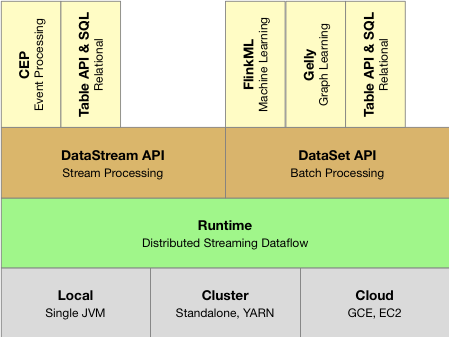 CEP
Event Processing
Table API & SQL
Relational
FlinkML
Machine Learning
Gelly
Graph Learning
Table API & SQL
Relational
DataStream API
Stream Processing
DataSet API
Batch Processing
Runtime
Distributed Streaming Dataflow
Local
Single JVM
Cluster
Standalone, YARN
Cloud
GCE, EC2